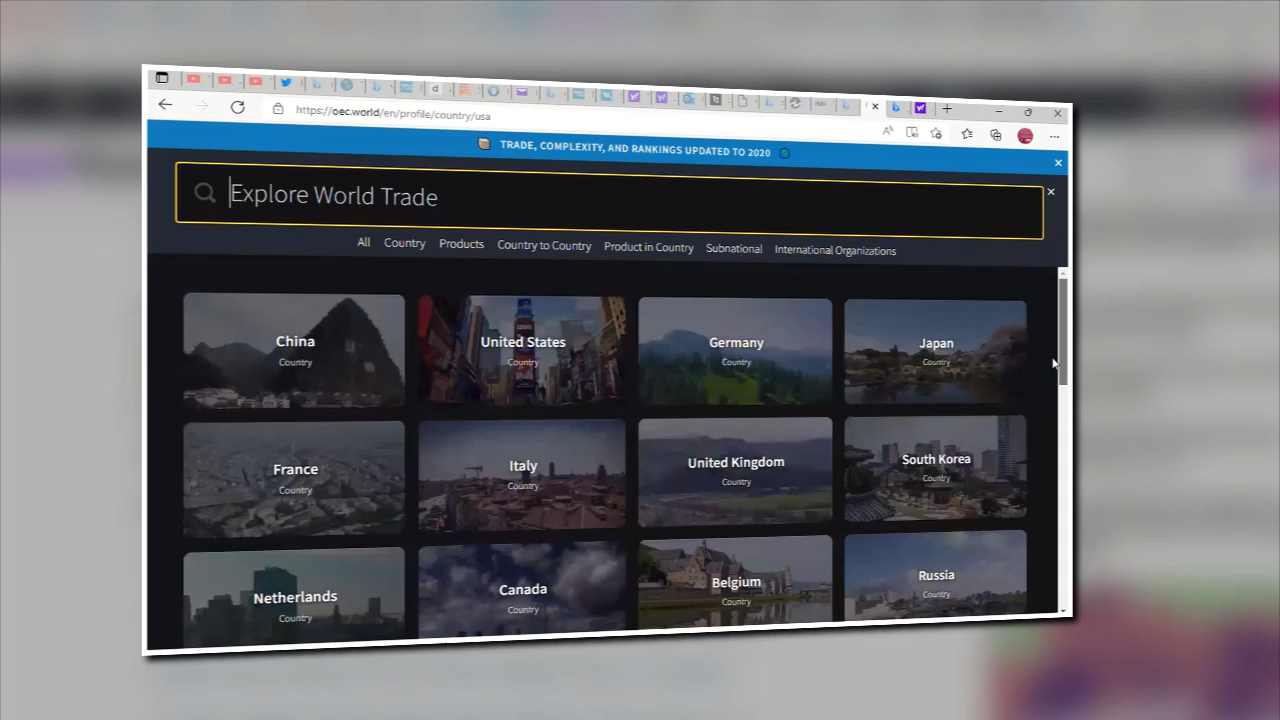 https://oec.world/en/profile/country/usa
TRADE, COMPLEXITY, AND RANKINGS UPDATED TO 2020
Explore World Trade
All Country Products Country to Country Product in Country Subnational International Organizations
China
Country
United States
Country
Germany
Country
Japan
Country
France
Country
Italy
Country
United Kingdom
Country
South Korea
Country
Netherlands
Country
Canada
Country
Belgium
Country
Russia
Country